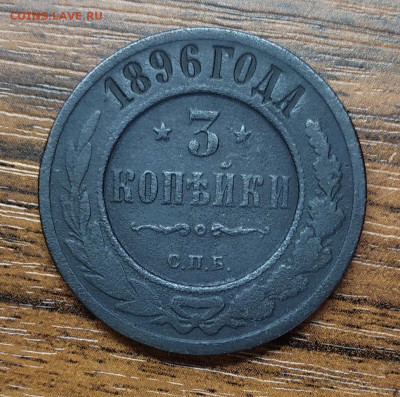 COINS.LAVE.RU
1896 ГОДА
3
КОПѢЙКИ
С.П.Б.